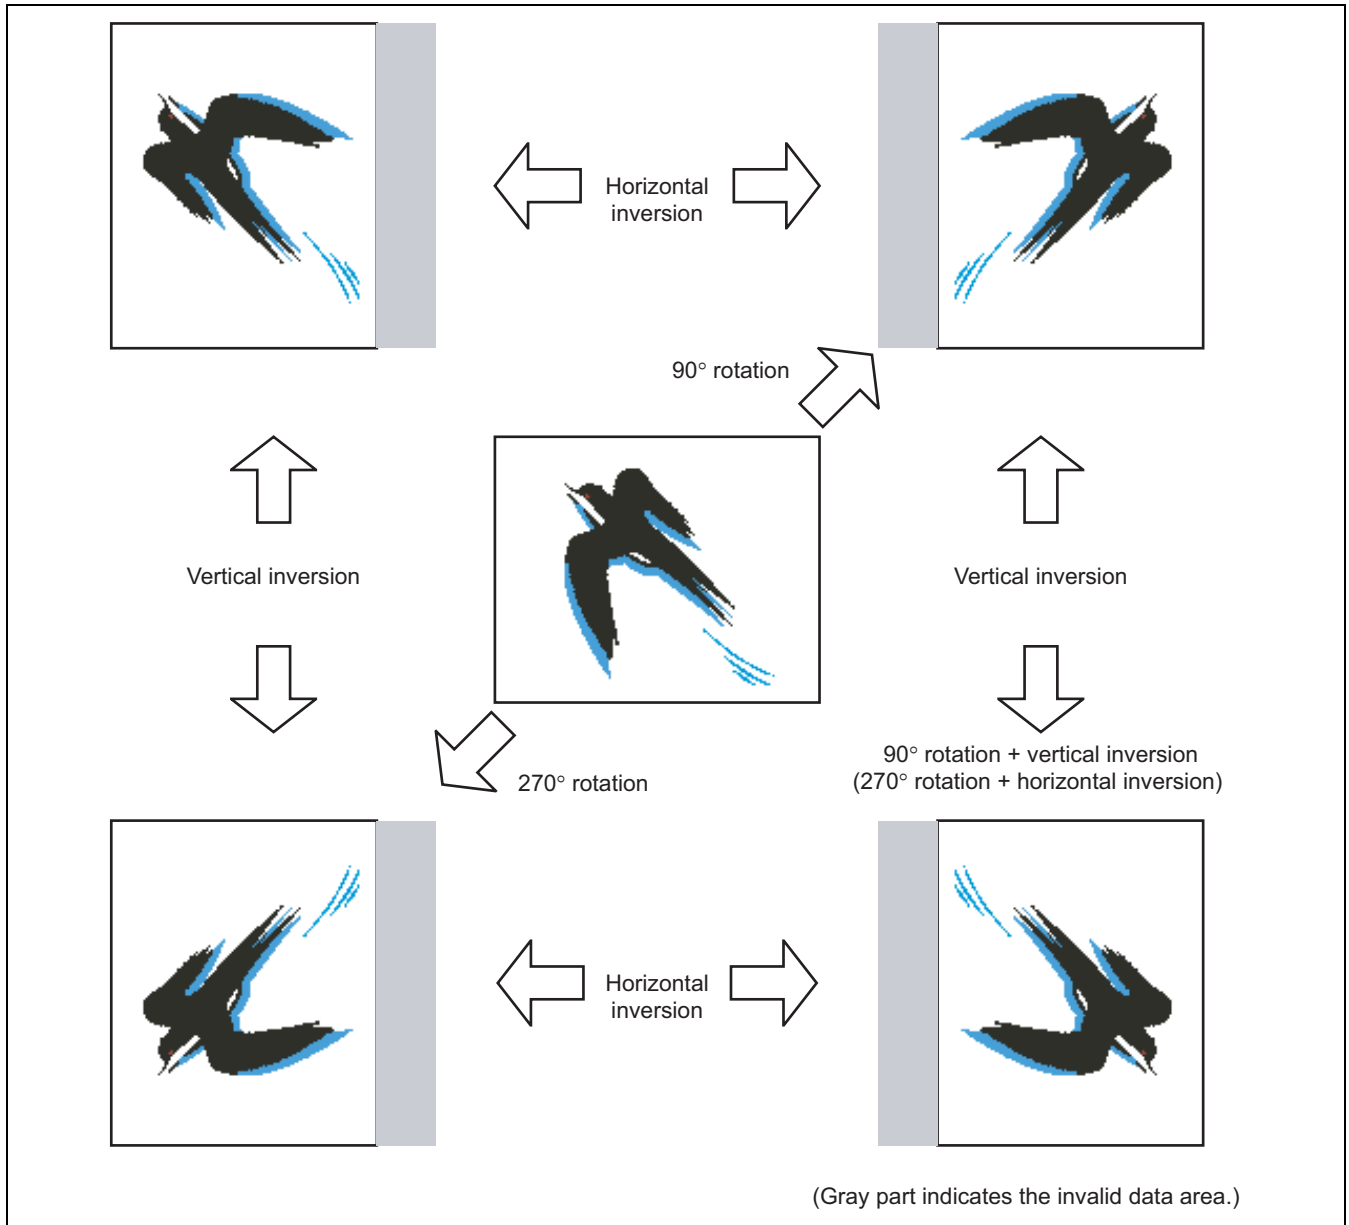 Horizontal
inversion
90° rotation
Vertical inversion
Vertical inversion
270° rotation
90° rotation + vertical inversion
(270° rotation + horizontal inversion)
Horizontal
inversion
(Gray part indicates the invalid data area.)